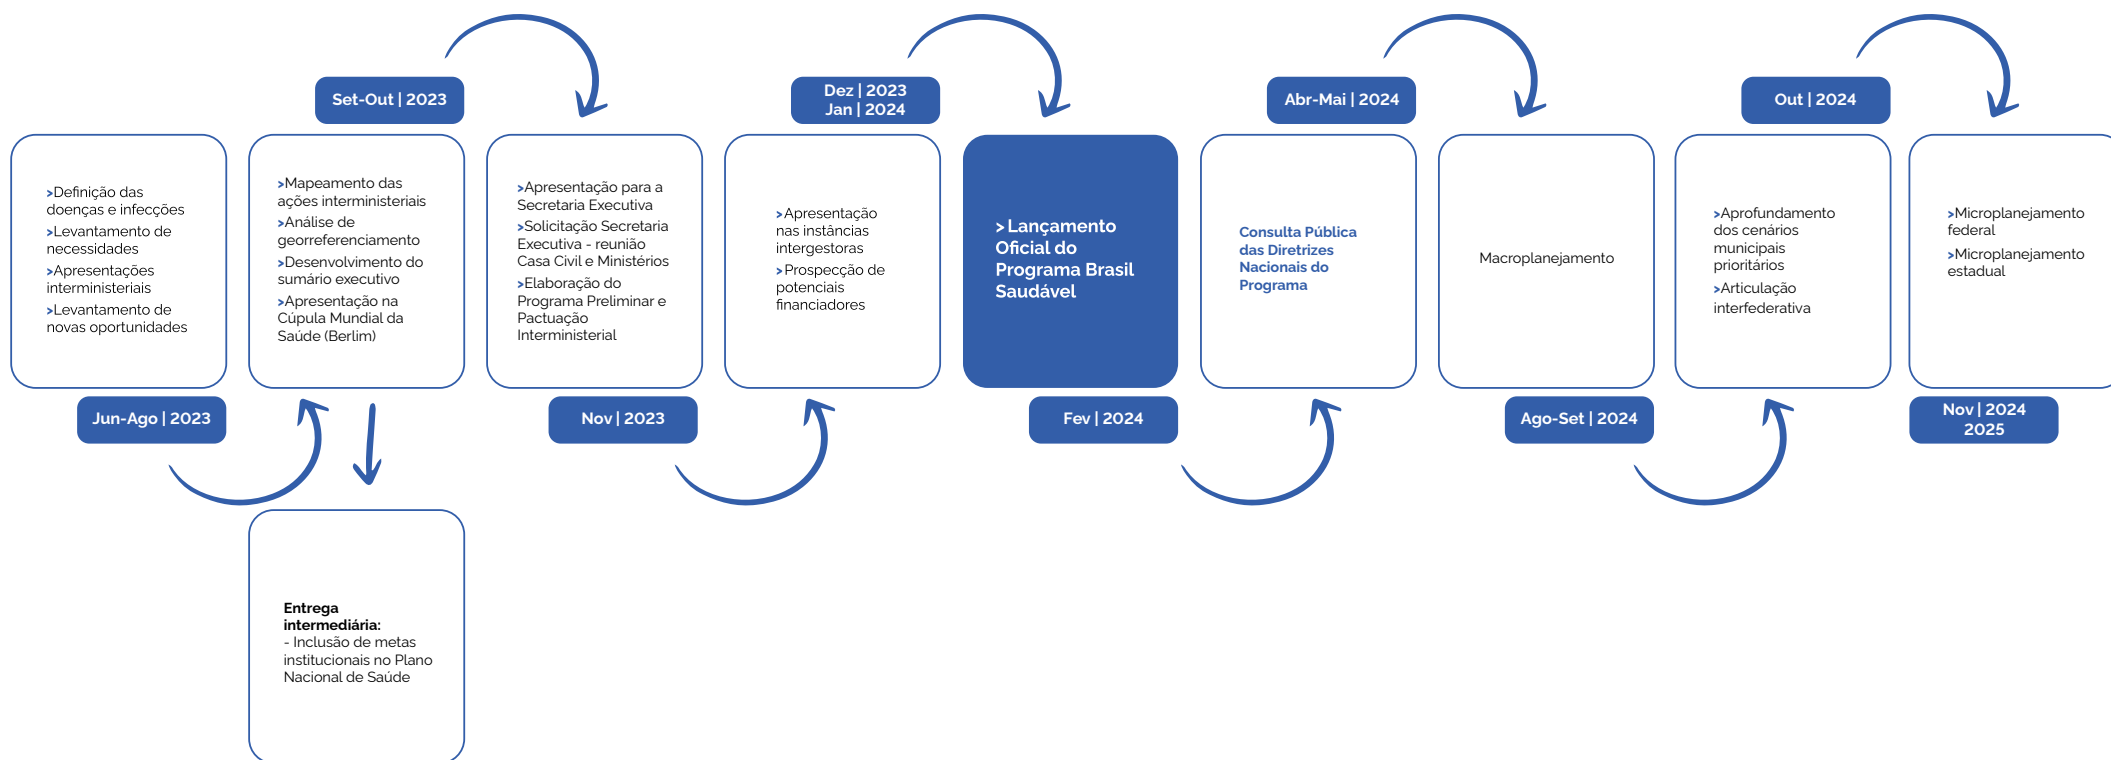 Jun-Ago | 2023
>Definição das
doenças e infecções
>Levantamento de
necessidades
>Apresentações
interministeriais
>Levantamento de
novas oportunidades
Set-Out | 2023
>Mapeamento das
ações interministeriais
>Análise de
georreferenciamento
>Desenvolvimento do
sumário executivo
>Apresentação na
Cúpula Mundial da
Saúde (Berlim)
Entrega
intermediária:
- Inclusão de metas
institucionais no Plano
Nacional de Saúde
Nov | 2023
>Apresentação para a
Secretaria Executiva
>Solicitação Secretaria
Executiva - reunião
Casa Civil e Ministérios
>Elaboração do
Programa Preliminar e
Pactuação
Interministerial
Dez | 2023
Jan | 2024
>Apresentação
nas instâncias
intergestoras
>Prospecção de
potenciais
financiadores
Fev | 2024
>Lançamento
Oficial do
Programa Brasil
Saudável
Abr-Mai | 2024
Consulta Pública
das Diretrizes
Nacionais do
Programa
Ago-Set | 2024
Macroplanejamento
Out | 2024
>Aprofundamento
dos cenários
municipais
prioritários
>Articulação
interfederativa
Nov | 2024
2025
>Microplanejamento
federal
>Microplanejamento
estadual